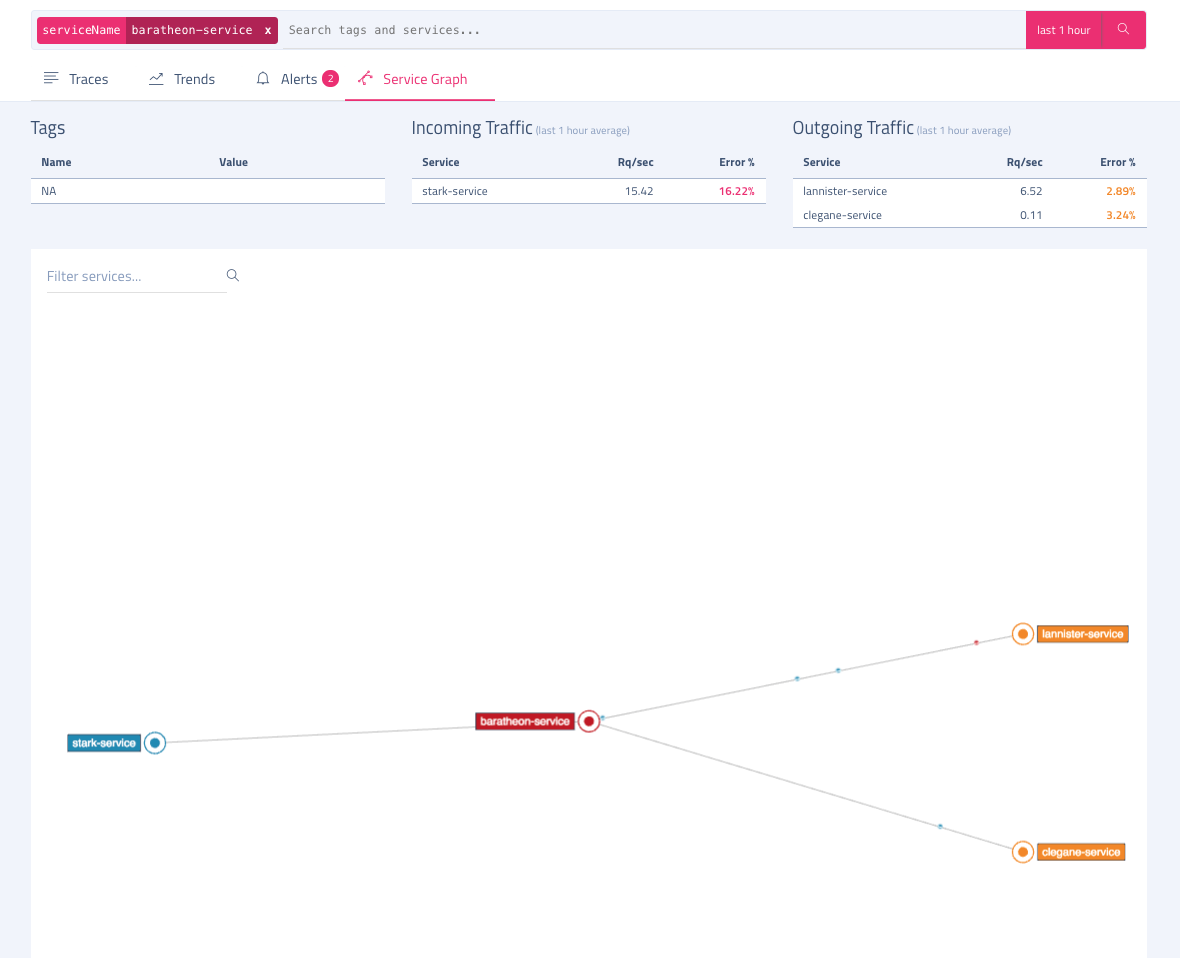 serviceName baratheon-service x Search tags and services... last 1 hour
Traces Trends Alerts 2 Service Graph
Tags
Name Value
NA
Incoming Traffic (last 1 hour average)
Service Rq/sec Error %
stark-service 15.42 16.22%
Outgoing Traffic (last 1 hour average)
Service Rq/sec Error %
lannister-service 6.52 2.89%
clegane-service 0.11 3.24%
Filter services...
lannister-service
baratheon-service
stark-service
clegane-service